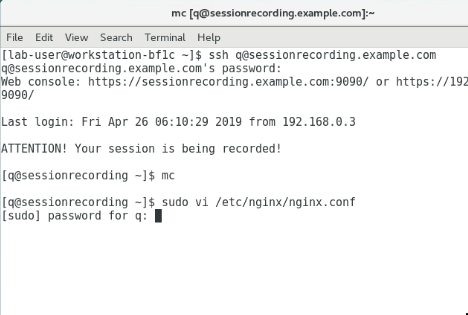 mc [q@sessionrecording.example.com]:~
File Edit View Search Terminal Help
[lab-user@workstation-bf1c ~]$ ssh q@sessionrecording.example.com
q@sessionrecording.example.com's password:
Web console: https://sessionrecording.example.com:9090/ or https://192
9090/
Last login: Fri Apr 26 06:10:29 2019 from 192.168.0.3
ATTENTION! Your session is being recorded!
[q@sessionrecording ~]$ mc
[q@sessionrecording ~]$ sudo vi /etc/nginx/nginx.conf
[sudo] password for q: